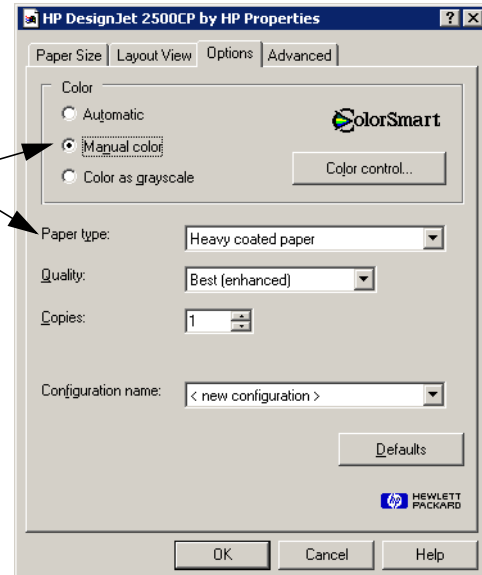 HP DesignJet 2500CP by HP Properties
Paper Size Layout View Options Advanced
Color
Automatic
ColorSmart
Manual color
Color as grayscale
Color control...
Paper type:
Heavy coated paper
Quality:
Best (enhanced)
Copies:
1
Configuration name:
< new configuration >
Defaults
hp HEWLETT
PACKARD
OK Cancel Help